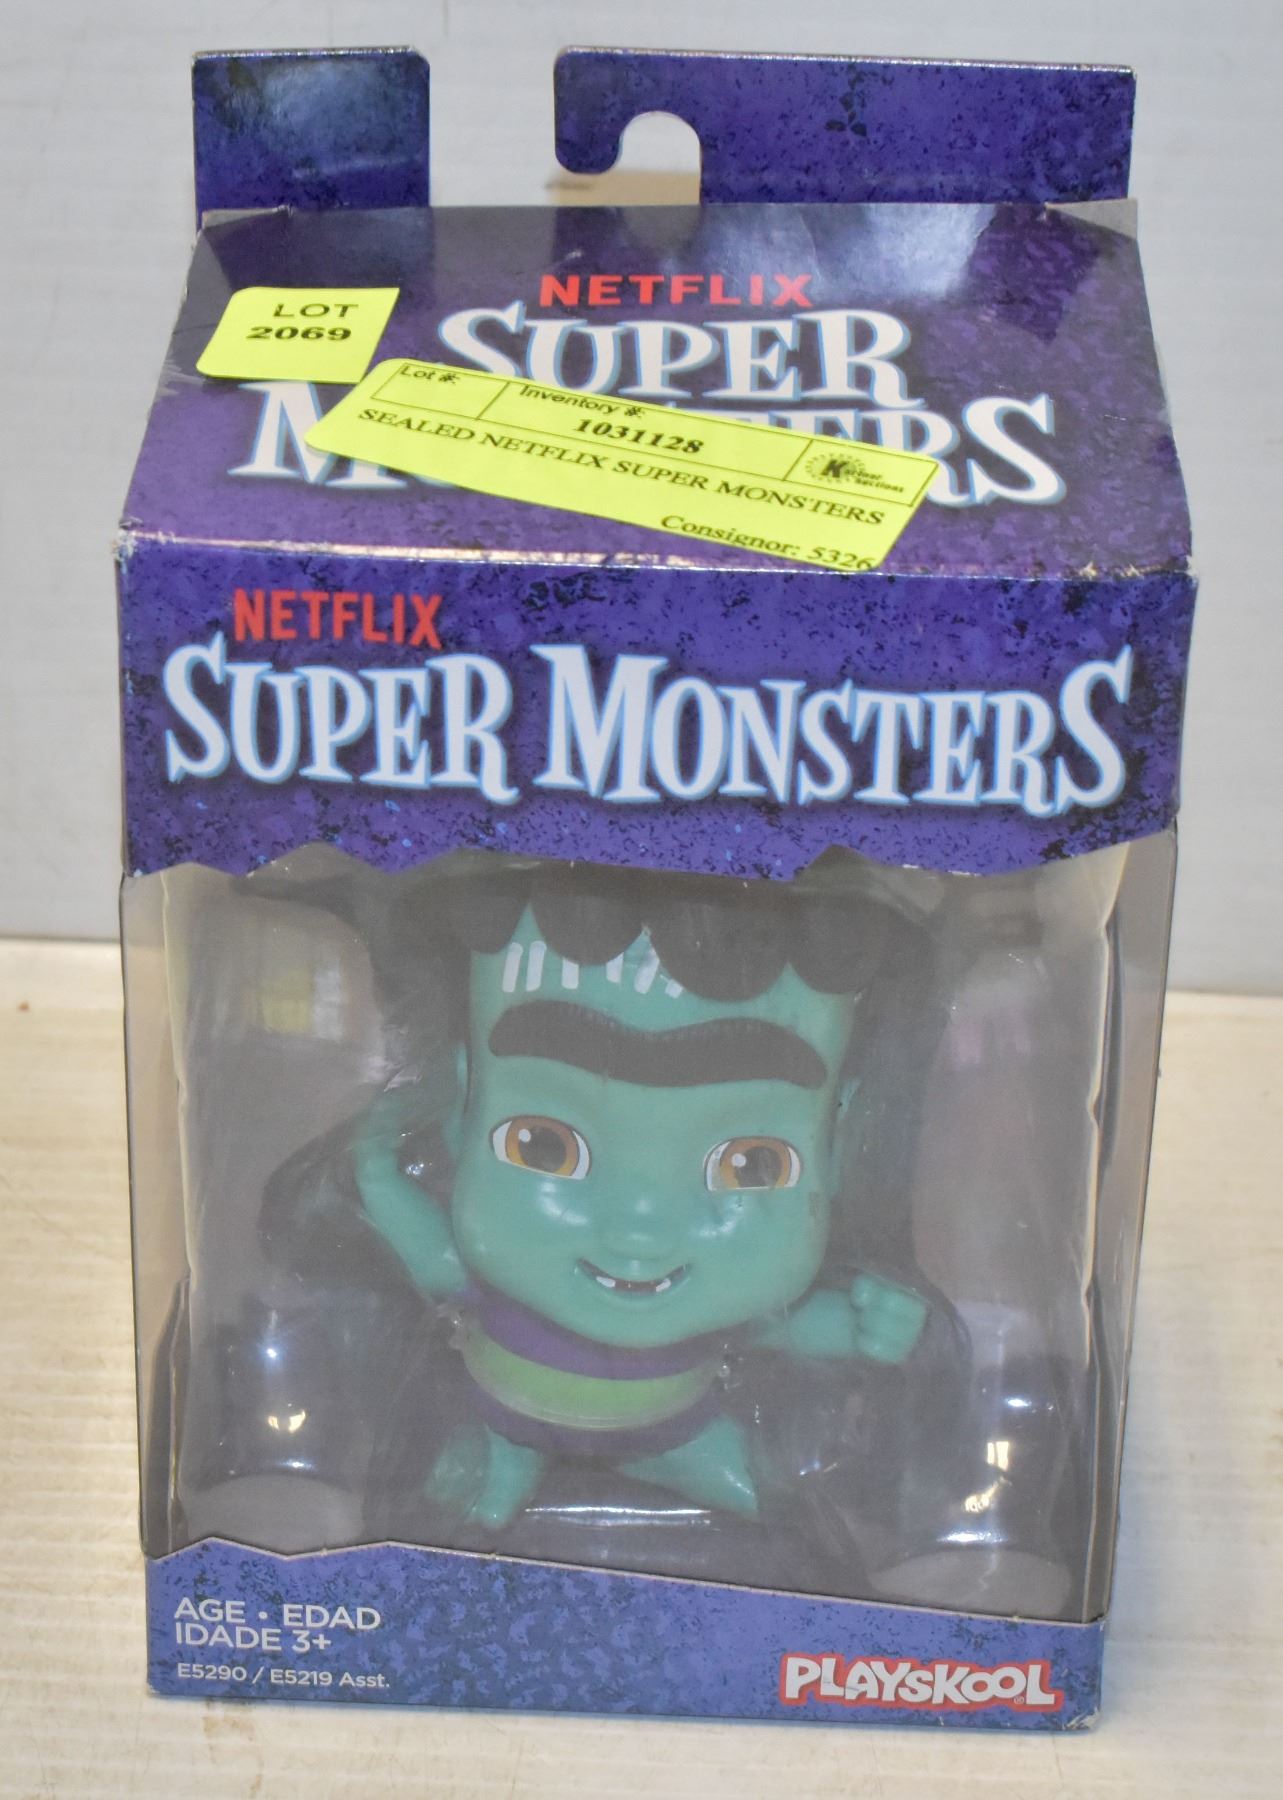 NETFLIX
SUPER
LOT
2069
Lot #:
Inventory #:
1031128
SEALED NETFLIX SUPER MONSTERS
Consignor: 5326
NETFLIX
SUPER MONSTERS
AGE • EDAD
IDADE 3+
E5290 / E5219 Asst.
PLAYSKOOL